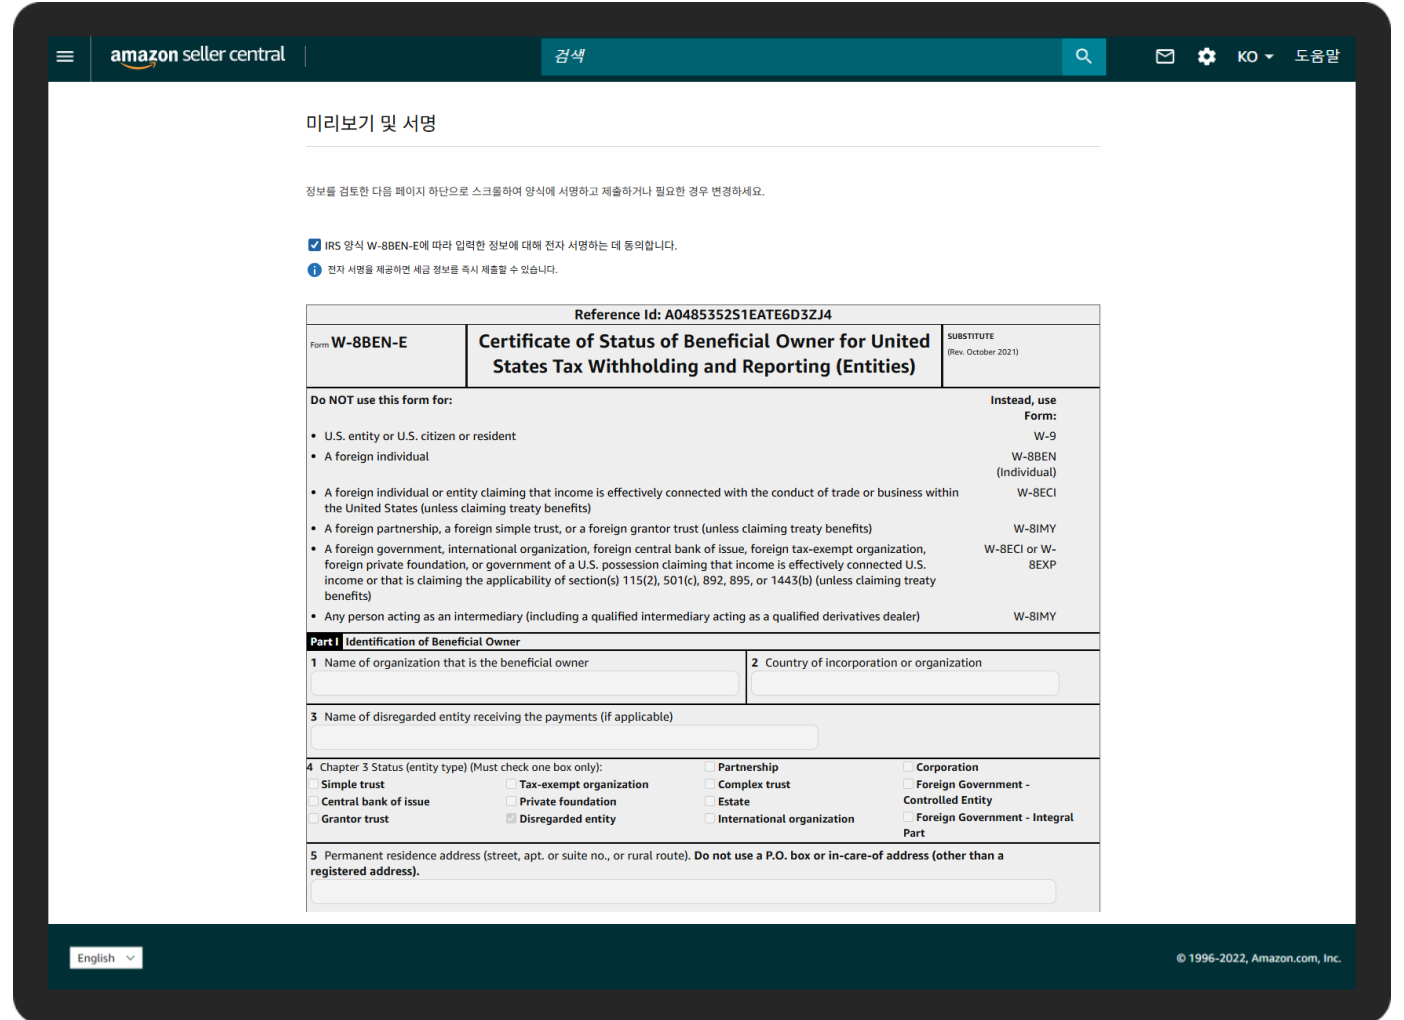 amazon seller central
검색
KO
도움말
미리보기 및 서명
정보를 검토한 다음 페이지 하단으로 스크롤하여 양식에 서명하고 제출하거나 필요한 경우 변경하세요.
IRS 양식 W-8BEN-E에 따라 입력한 정보에 대해 전자 서명하는 데 동의합니다.
전자 서명을 제공하면 세금 정보를 즉시 제출할 수 있습니다.
Reference Id: A0485352S1EATE6D3ZJ4
Form W-8BEN-E
Certificate of Status of Beneficial Owner for United
States Tax Withholding and Reporting (Entities)
SUBSTITUTE
(Rev. October 2021)
Do NOT use this form for:
Instead, use
Form:
• U.S. entity or U.S. citizen or resident
W-9
• A foreign individual
W-8BEN
(Individual)
• A foreign individual or entity claiming that income is effectively connected with the conduct of trade or business within
the United States (unless claiming treaty benefits)
W-8ECI
• A foreign partnership, a foreign simple trust, or a foreign grantor trust (unless claiming treaty benefits)
W-8IMY
• A foreign government, international organization, foreign central bank of issue, foreign tax-exempt organization,
foreign private foundation, or government of a U.S. possession claiming that income is effectively connected U.S.
income or that is claiming the applicability of section(s) 115(2), 501(c), 892, 895, or 1443(b) (unless claiming treaty
benefits)
W-8ECI or W-
8EXP
• Any person acting as an intermediary (including a qualified intermediary acting as a qualified derivatives dealer)
W-8IMY
Part I Identification of Beneficial Owner
1 Name of organization that is the beneficial owner
2 Country of incorporation or organization
3 Name of disregarded entity receiving the payments (if applicable)
4 Chapter 3 Status (entity type) (Must check one box only):
Simple trust
Central bank of issue
Grantor trust
Tax-exempt organization
Private foundation
Disregarded entity
Partnership
Complex trust
Estate
International organization
Corporation
Foreign Government -
Controlled Entity
Foreign Government - Integral
Part
5 Permanent residence address (street, apt. or suite no., or rural route). Do not use a P.O. box or in-care-of address (other than a
registered address).
English
© 1996-2022, Amazon.com, Inc.